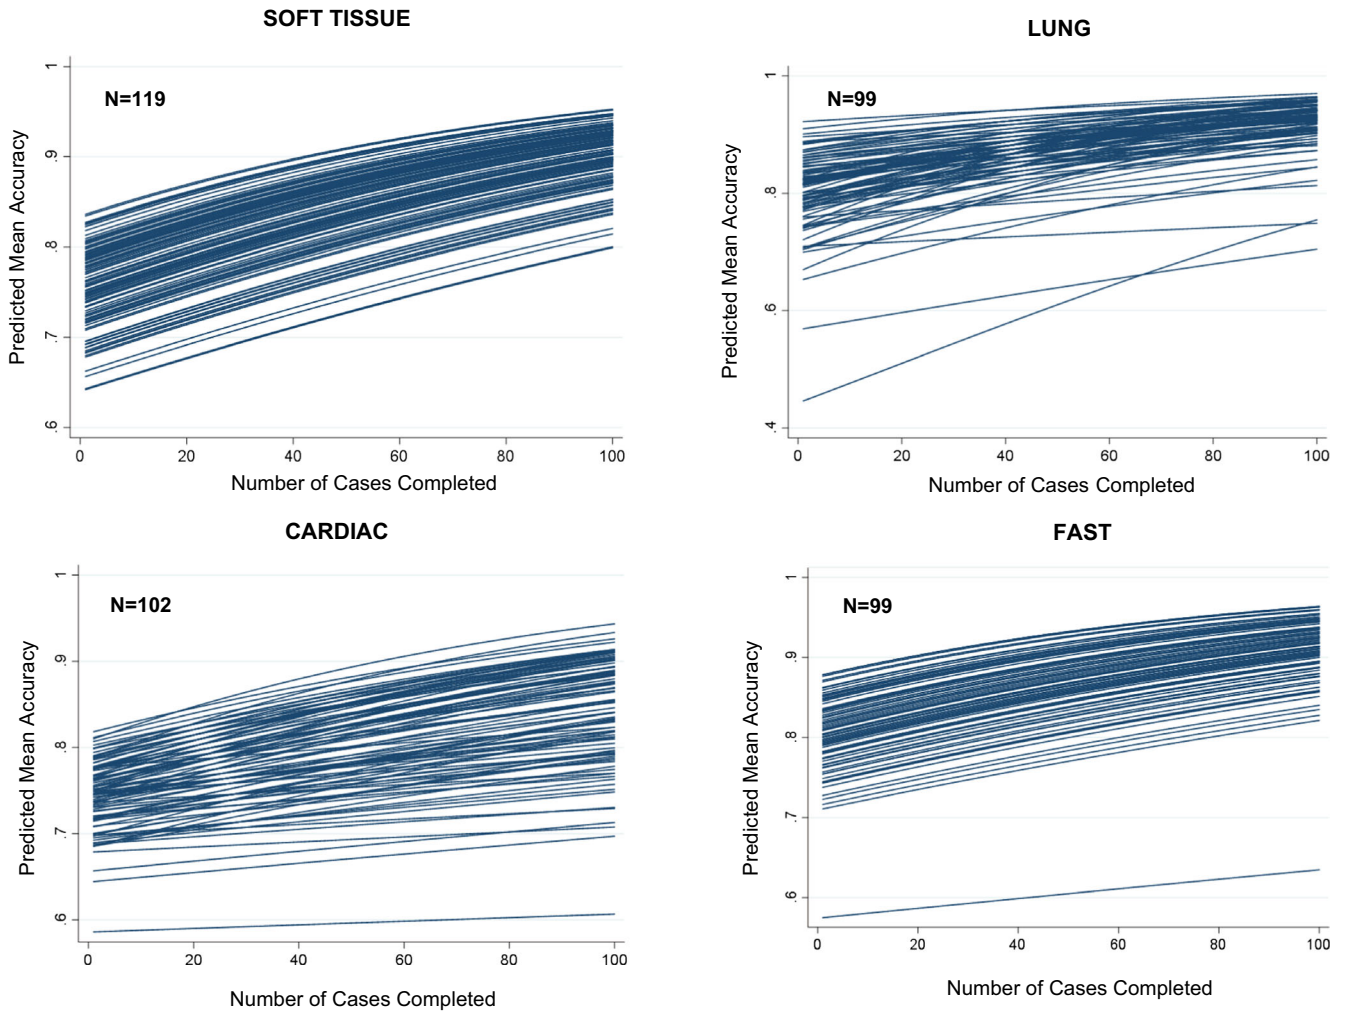 SOFT TISSUE
N=119
Predicted Mean Accuracy
1
.9
.8
.7
.6
0 20 40 60 80 100
Number of Cases Completed
LUNG
N=99
Predicted Mean Accuracy
1
.8
.6
.4
0 20 40 60 80 100
Number of Cases Completed
CARDIAC
N=102
Predicted Mean Accuracy
1
.9
.8
.7
.6
0 20 40 60 80 100
Number of Cases Completed
FAST
N=99
Predicted Mean Accuracy
1
.9
.8
.7
.6
0 20 40 60 80 100
Number of Cases Completed